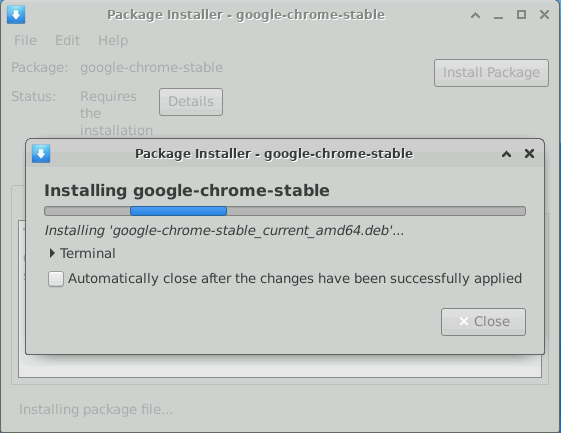 Package Installer - google-chrome-stable
File Edit Help
Package: google-chrome-stable
Install Package
Status: Requires
the
installation
Details
Package Installer - google-chrome-stable
Installing google-chrome-stable
Installing 'google-chrome-stable_current_amd64.deb'...
Terminal
Automatically close after the changes have been successfully applied
Close
Installing package file...